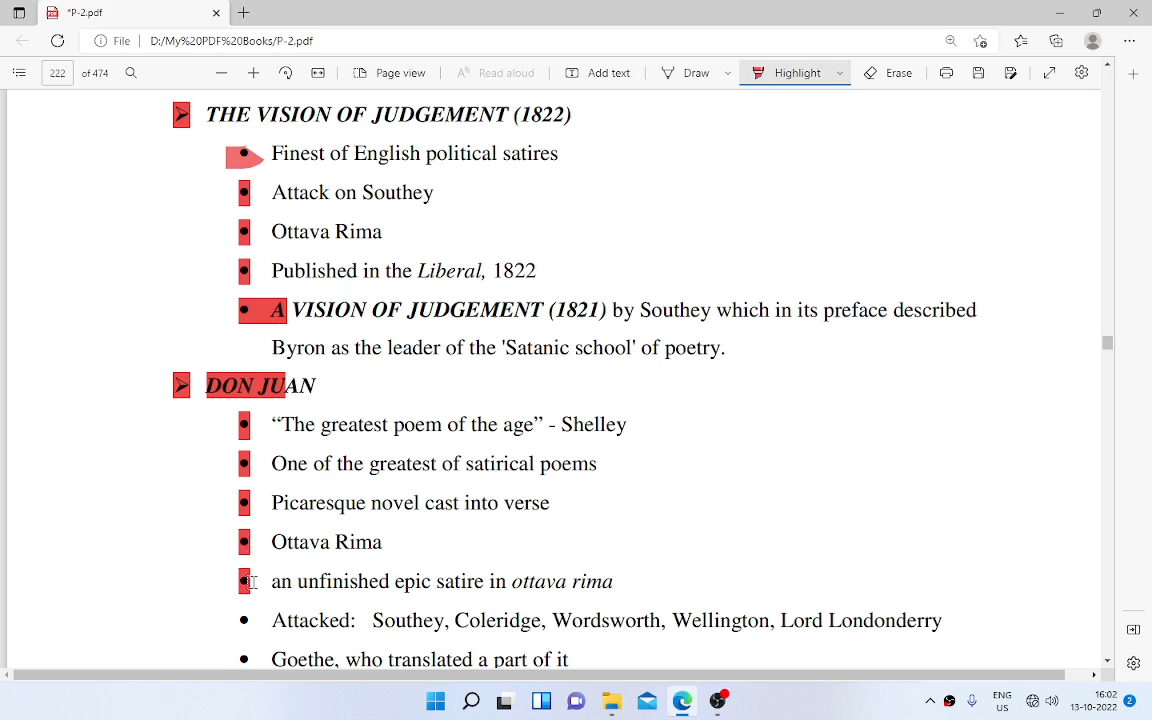 *P-2.pdf
File D:/My%20PDF%20Books/P-2.pdf
222 of 474 Page view Read aloud Add text Draw Highlight Erase
➢ THE VISION OF JUDGEMENT (1822)
• Finest of English political satires
• Attack on Southey
• Ottava Rima
• Published in the Liberal, 1822
• A VISION OF JUDGEMENT (1821) by Southey which in its preface described
Byron as the leader of the 'Satanic school' of poetry.
➢ DON JUAN
• “The greatest poem of the age” - Shelley
• One of the greatest of satirical poems
• Picaresque novel cast into verse
• Ottava Rima
• an unfinished epic satire in ottava rima
• Attacked: Southey, Coleridge, Wordsworth, Wellington, Lord Londonderry
• Goethe, who translated a part of it
ENG
US
16:02
13-10-2022
2